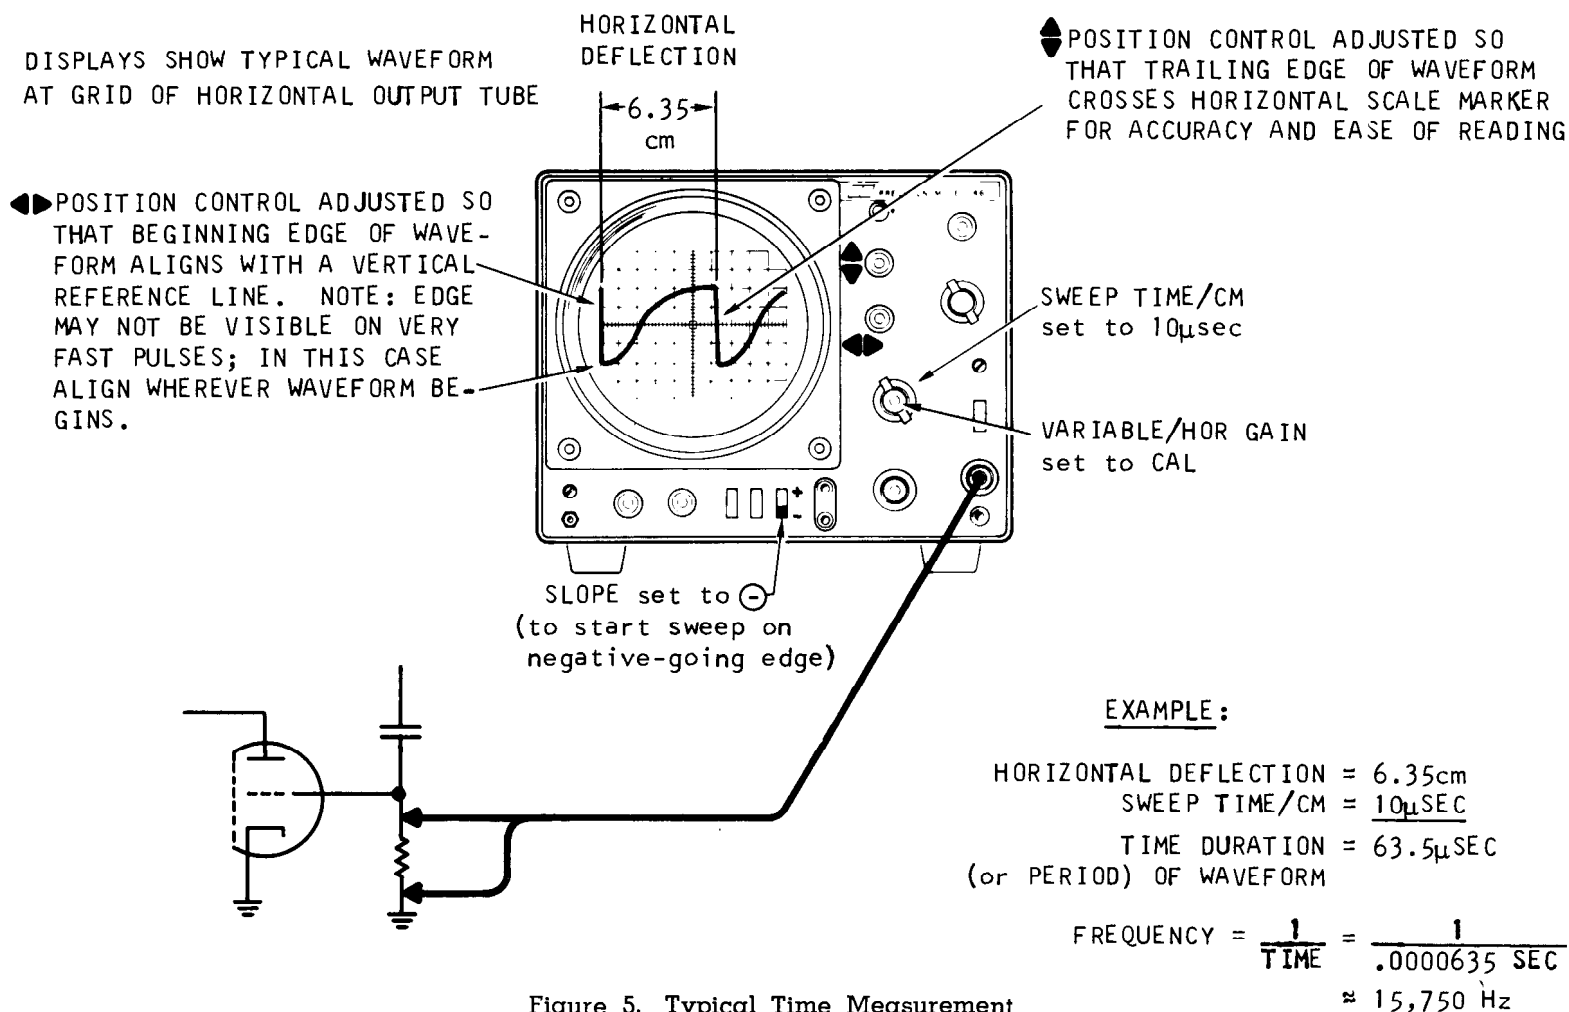 DISPLAYS SHOW TYPICAL WAVEFORM
AT GRID OF HORIZONTAL OUTPUT TUBE
HORIZONTAL
DEFLECTION
6.35
cm
POSITION CONTROL ADJUSTED SO
THAT TRAILING EDGE OF WAVEFORM
CROSSES HORIZONTAL SCALE MARKER
FOR ACCURACY AND EASE OF READING
POSITION CONTROL ADJUSTED SO
THAT BEGINNING EDGE OF WAVE-
FORM ALIGNS WITH A VERTICAL
REFERENCE LINE. NOTE: EDGE
MAY NOT BE VISIBLE ON VERY
FAST PULSES; IN THIS CASE
ALIGN WHEREVER WAVEFORM BE-
GINS.
SWEEP TIME/CM
set to 10μsec
VARIABLE/HOR GAIN
set to CAL
+
-
SLOPE set to -
(to start sweep on
negative-going edge)
EXAMPLE:
HORIZONTAL DEFLECTION = 6.35cm
SWEEP TIME/CM = 10μSEC
TIME DURATION = 63.5μSEC
(or PERIOD) OF WAVEFORM
FREQUENCY = 1/TIME = 1/.0000635 SEC
≈ 15,750 Hz
Figure 5. Typical Time Measurement